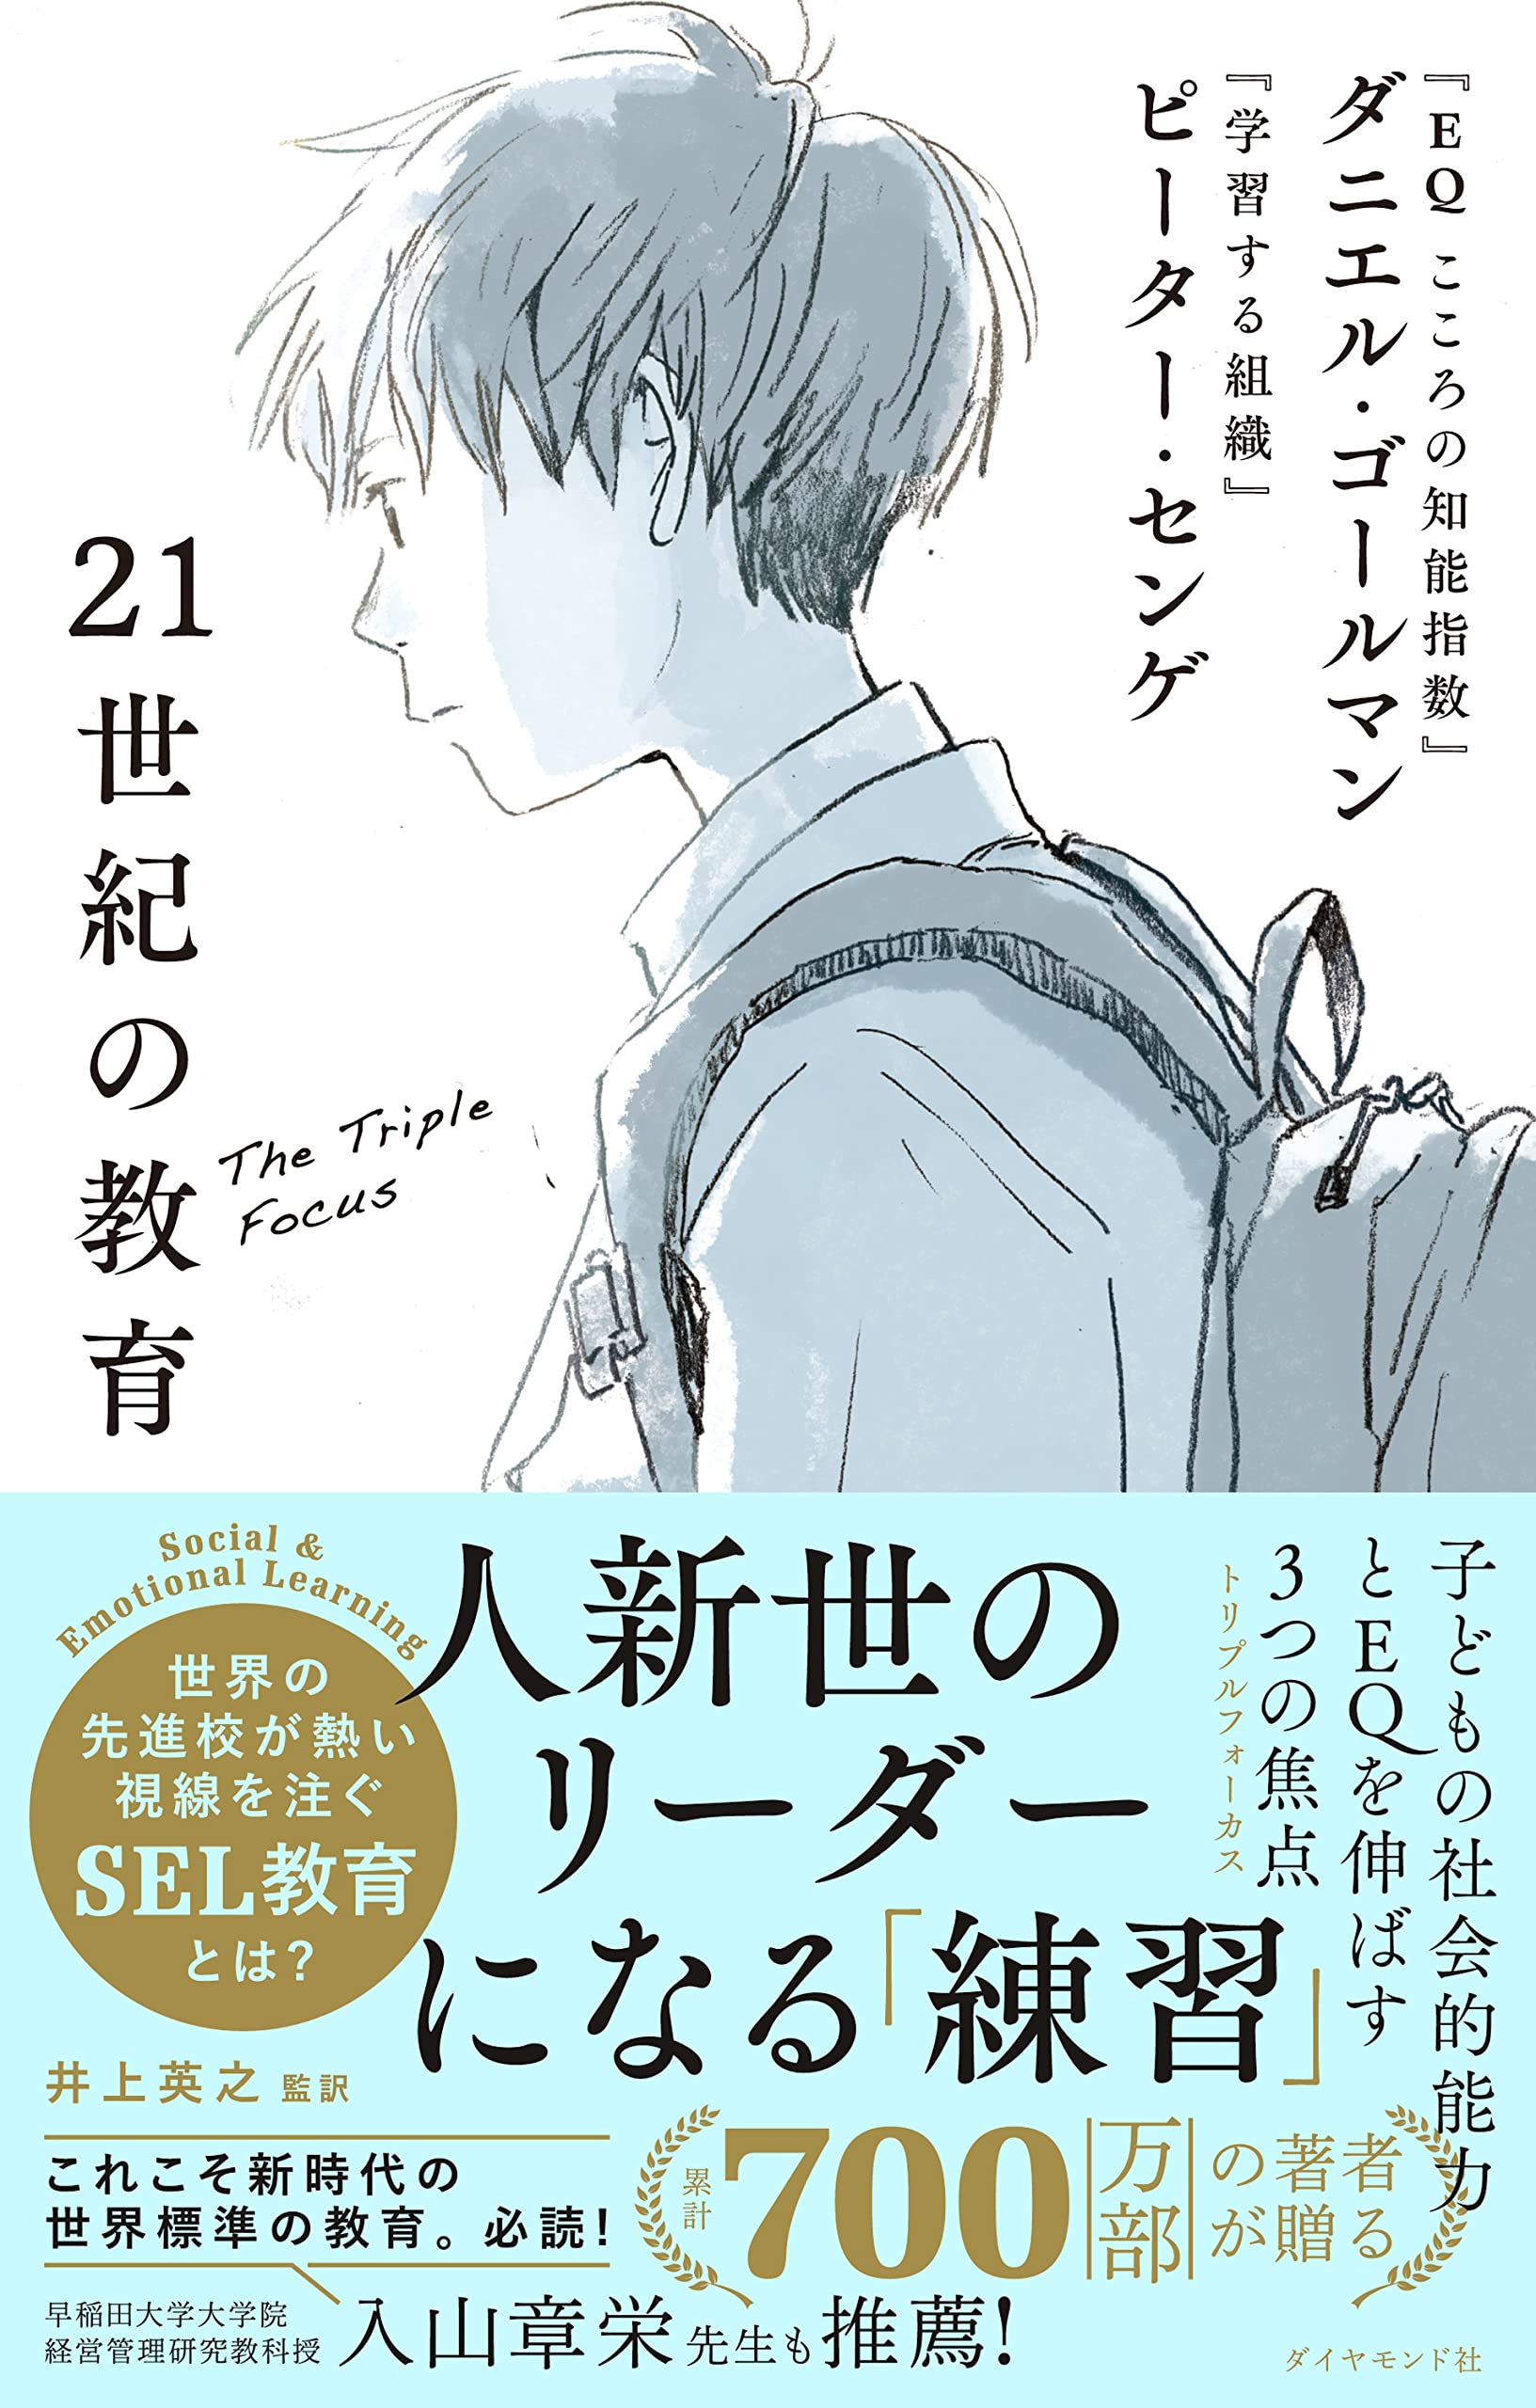 『EQ こころの知能指数』
ダニエル・ゴールマン
『学習する組織』
ピーター・センゲ
21世紀の教育
The Triple
Focus
子どもの社会的能力
とEQを伸ばす
3つの焦点
トリプルフォーカス
人新世の
リーダー
になる「練習」
Social &
Emotional Learning
世界の
先進校が熱い
視線を注ぐ
SEL教育
とは?
井上英之 監訳
これこそ新時代の
世界標準の教育。必読!
早稲田大学大学院
経営管理研究教科授
入山章栄先生も推薦!
累計
700万部
の著者
が贈る
ダイヤモンド社